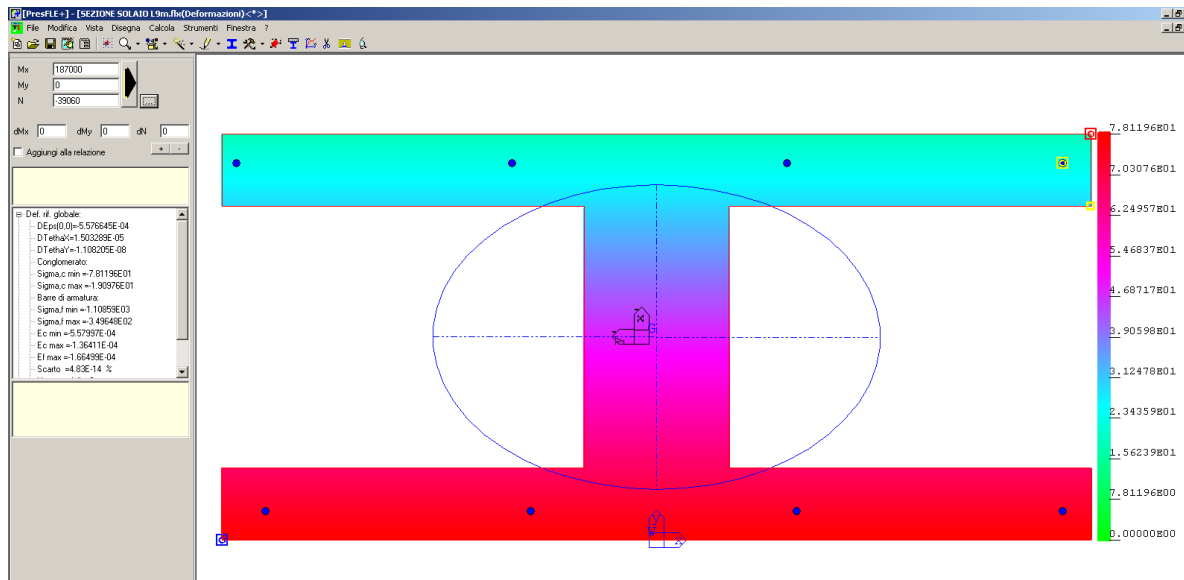 [PresFLE+] - [SEZIONE SOLAIO L9m.flx(Deformazioni)<*>]
File Modifica Vista Disegna Calcola Strumenti Finestra ?
Mx 187000
My 0
N -39060
dMx 0 dMy 0 dN 0
Aggiungi alla relazione + -
Def. rif. globale:
DEps(0,0)=-5.576645E-04
DTethaX=1.503289E-05
DTethaY=-1.108205E-08
Conglomerato:
Sigma,c min =-7.81196E01
Sigma,c max =-1.90976E01
Barre di armatura:
Sigma,f min =-1.10859E03
Sigma,f max =-3.49648E02
Ec min =-5.57997E-04
Ec max =-1.36411E-04
Ef max =-1.66499E-04
Scarto =4.83E-14 %
7.81196E01
7.03076E01
6.24957E01
5.46837E01
4.68717E01
3.90598E01
3.12478E01
2.34359E01
1.56239E01
7.81196E00
0.00000E00